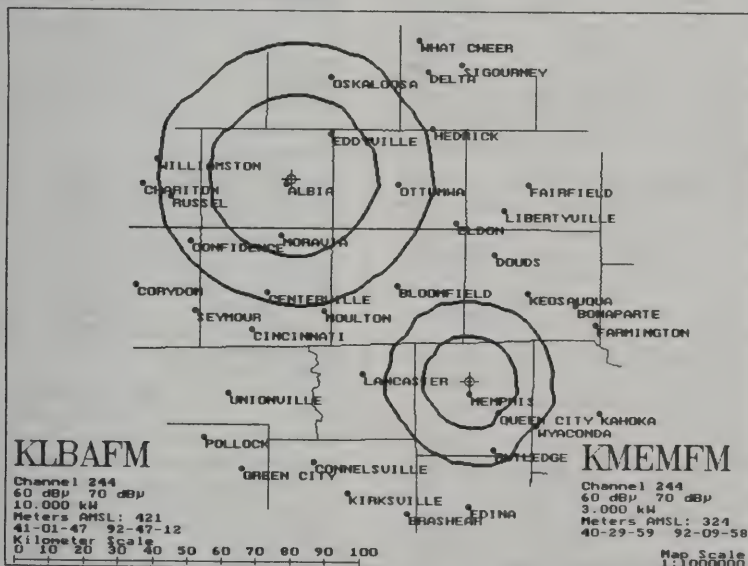 WHAT CHEER
DELTA
SIGOURNEY
OSKALOOSA
EDDYVILLE
HEDRICK
WILLIAMSTON
CHARITON
RUSSEL
ALBIA
OTTUMWA
FAIRFIELD
LIBERTYVILLE
ELDON
CONFIDENCE
MORAVIA
DOUDS
CORYDON
CENTERVILLE
BLOOMFIELD
KEOSAUQUA
SEYMOUR
MOULTON
BONAPARTE
CINCINNATI
FARMINGTON
LANCASTER
UNIONVILLE
MEMPHIS
QUEEN CITY
KAHOKA
WYACONDA
POLLOCK
RUTLEDGE
GREEN CITY
CONNELSVILLE
KIRKSVILLE
BRASHEAR
EDINA
KLBAFM
Channel 244
60 dBµ 70 dBµ
10.000 kW
Meters AMSL: 421
41-01-47 92-47-12
Kilometer Scale
0 10 20 30 40 50 60 70 80 90 100
KMEMFM
Channel 244
60 dBµ 70 dBµ
3.000 kW
Meters AMSL: 324
40-29-59 92-09-58
Map Scale
1:1000000